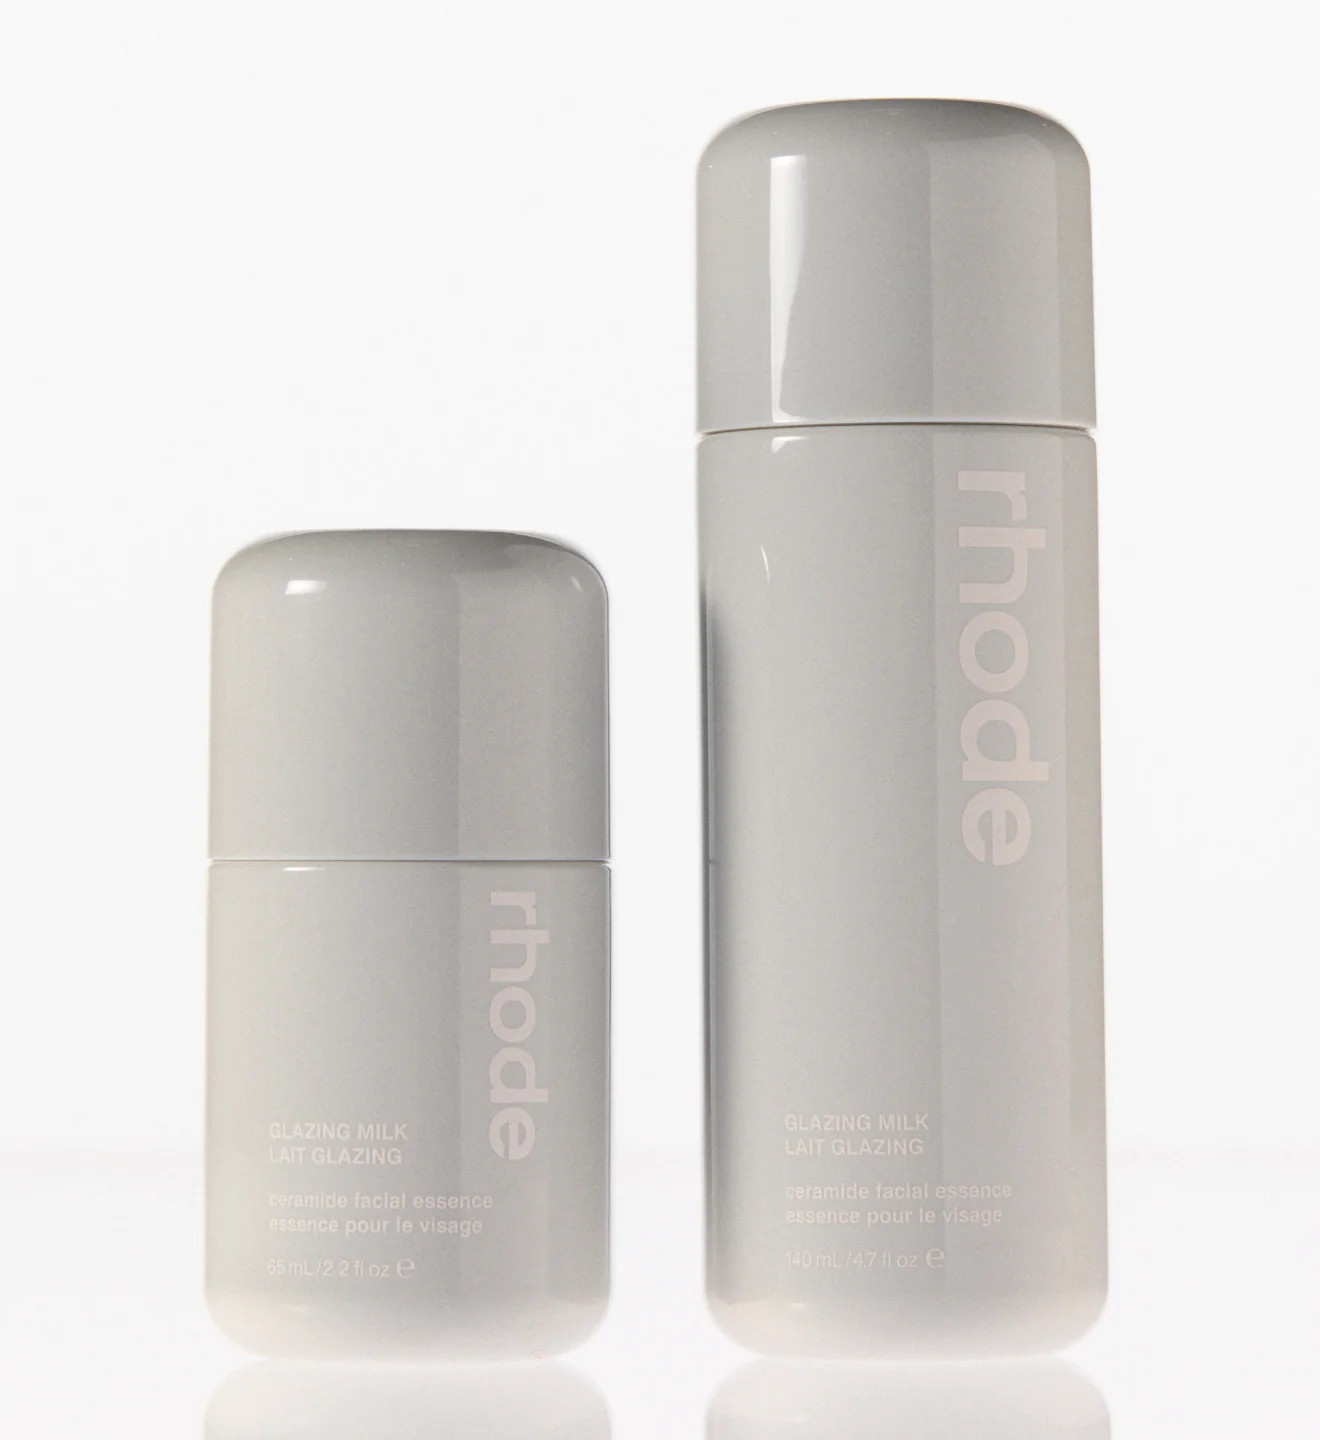 rhode
GLAZING MILK
LAIT GLAZING
ceramide facial essence
essence pour le visage
65 mL/2.2 fl oz ℮
rhode
GLAZING MILK
LAIT GLAZING
ceramide facial essence
essence pour le visage
140 mL/4.7 fl oz ℮